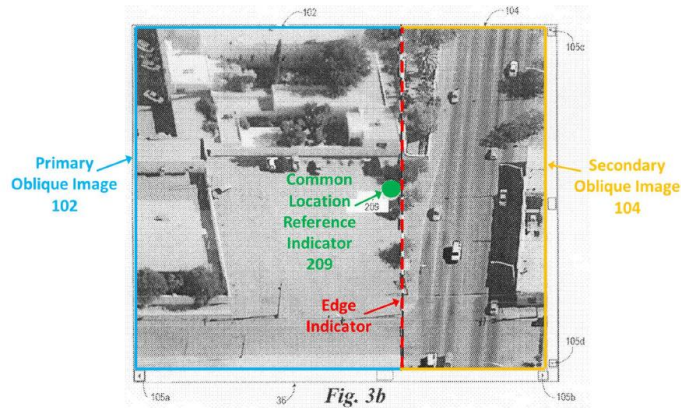 102
104
105c
Primary
Oblique Image
102
Common
Location
Reference
Indicator
209
209
Secondary
Oblique Image
104
Edge
Indicator
105d
105a
36
Fig. 3b
105b